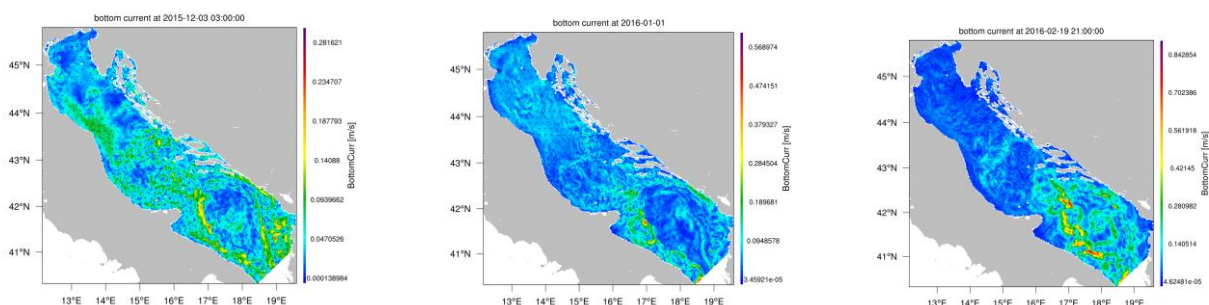 bottom current at 2015-12-03 03:00:00
45°N
44°N
43°N
42°N
41°N
13°E 14°E 15°E 16°E 17°E 18°E 19°E
0.281621
0.234707
0.187793
0.14088
0.0939662
0.0470526
0.000138984
BottomCurr [m/s]
bottom current at 2016-01-01
45°N
44°N
43°N
42°N
41°N
13°E 14°E 15°E 16°E 17°E 18°E 19°E
0.568974
0.474151
0.379327
0.284504
0.189681
0.0948578
3.45921e-05
BottomCurr [m/s]
bottom current at 2016-02-19 21:00:00
45°N
44°N
43°N
42°N
41°N
13°E 14°E 15°E 16°E 17°E 18°E 19°E
0.842854
0.702386
0.561918
0.42145
0.280982
0.140514
4.62481e-05
BottomCurr [m/s]